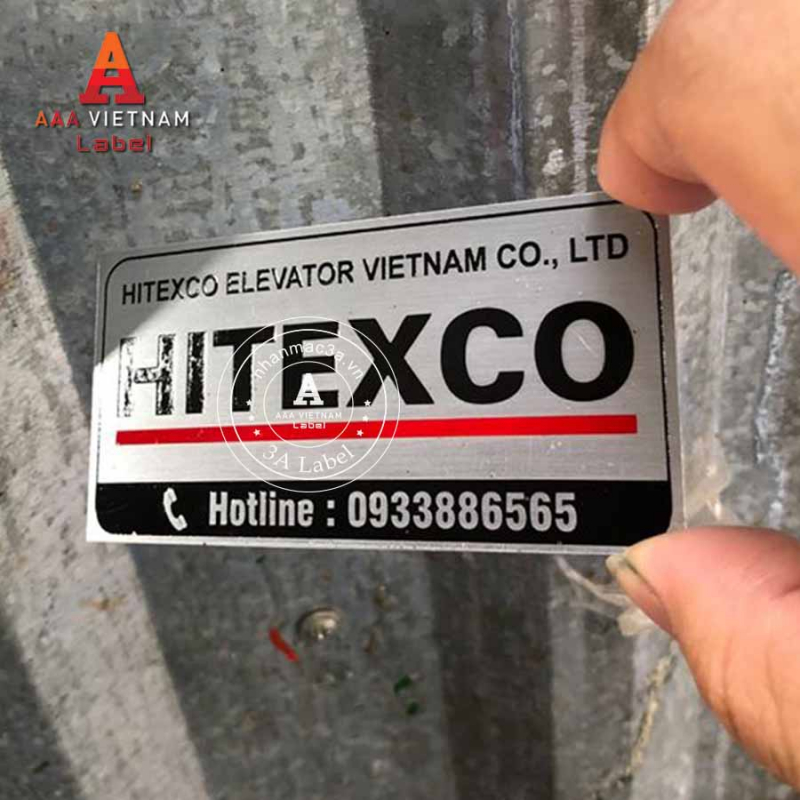 A
AAA VIETNAM
Label
HITEXCO ELEVATOR VIETNAM CO., LTD
HITEXCO
nhanmac3a.vn
A
AAA VIETNAM
Label
3A Label
Hotline : 0933886565